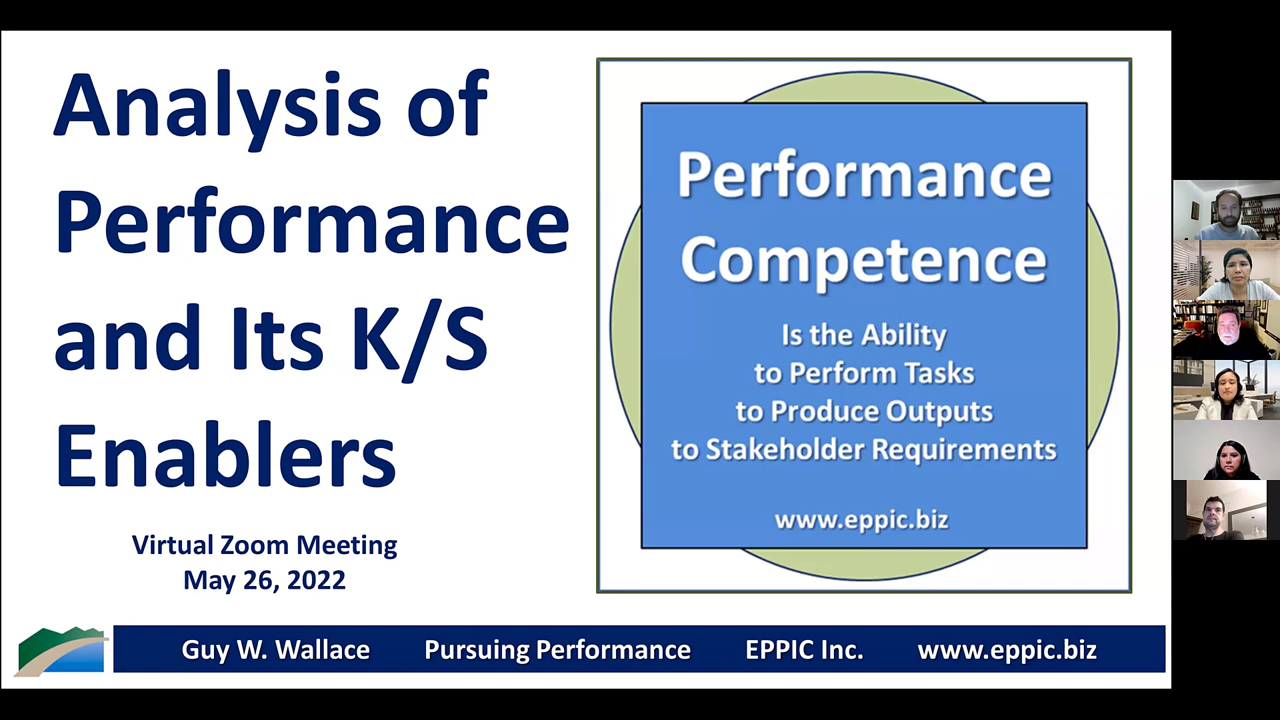 Analysis of
Performance
and Its K/S
Enablers
Virtual Zoom Meeting
May 26, 2022
Performance
Competence
Is the Ability
to Perform Tasks
to Produce Outputs
to Stakeholder Requirements
www.eppic.biz
Guy W. Wallace Pursuing Performance EPPIC Inc. www.eppic.biz